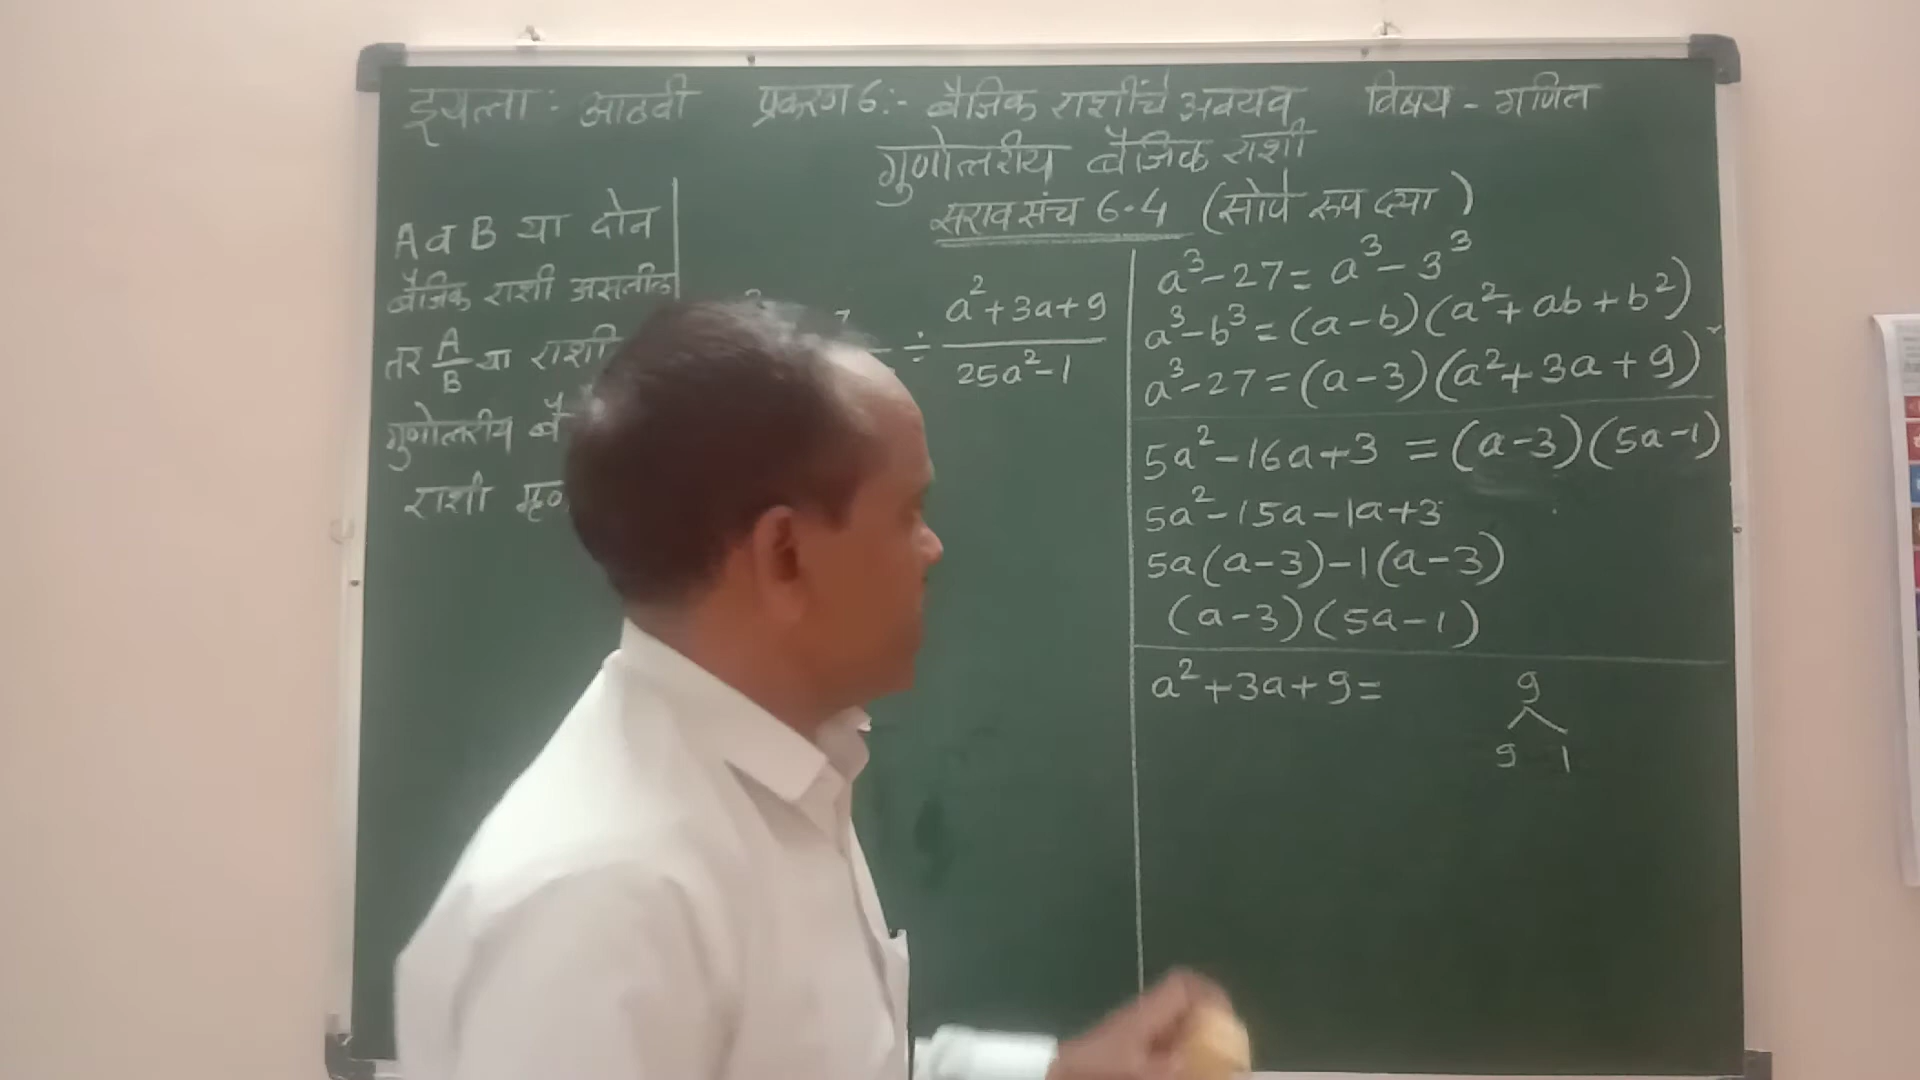 इयत्ता :- आठवी प्रकरण 6 :- बैजिक राशींचे अवयव विषय - गणित
गुणोत्तरीय बैजिक राशी
सराव संच 6.4 (सोपे रूप द्या)
A व B या दोन
बैजिक राशी असतील
तर A/B या राशी
गुणोत्तरीय
राशी
÷ (a²+3a+9)/(25a²-1)
a³-27 = a³-3³
a³-b³ = (a-b)(a²+ab+b²)
a³-27 = (a-3)(a²+3a+9)
5a²-16a+3 = (a-3)(5a-1)
5a²-15a-1a+3
5a(a-3)-1(a-3)
(a-3)(5a-1)
a²+3a+9=
9
9 1